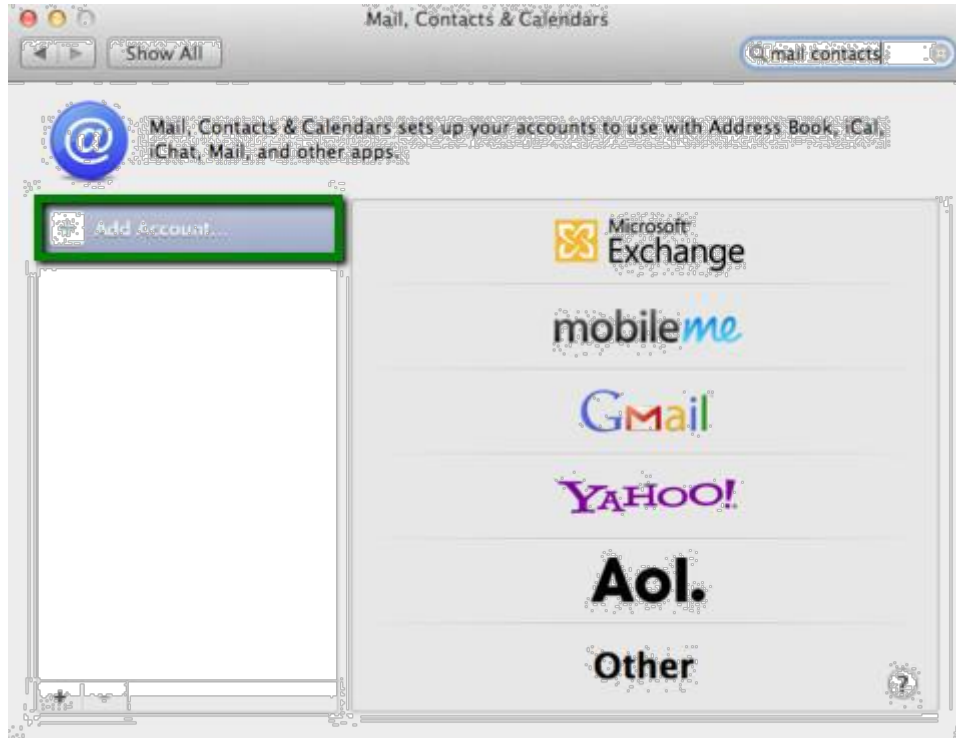 Mail, Contacts & Calendars
Show All
mail contacts
@
Mail, Contacts & Calendars sets up your accounts to use with Address Book, iCal,
iChat, Mail, and other apps.
Add Account...
Microsoft
Exchange
mobileme
Gmail
YAHOO!
Aol.
Other
+ −
?